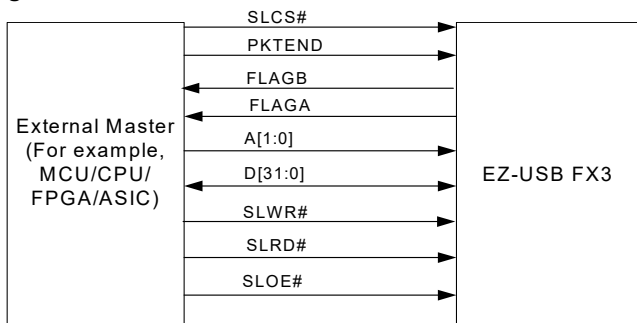 SLCS#
PKTEND
FLAGB
FLAGA
External Master
(For example,
MCU/CPU/
FPGA/ASIC)
A[1:0]
D[31:0]
EZ-USB FX3
SLWR#
SLRD#
SLOE#